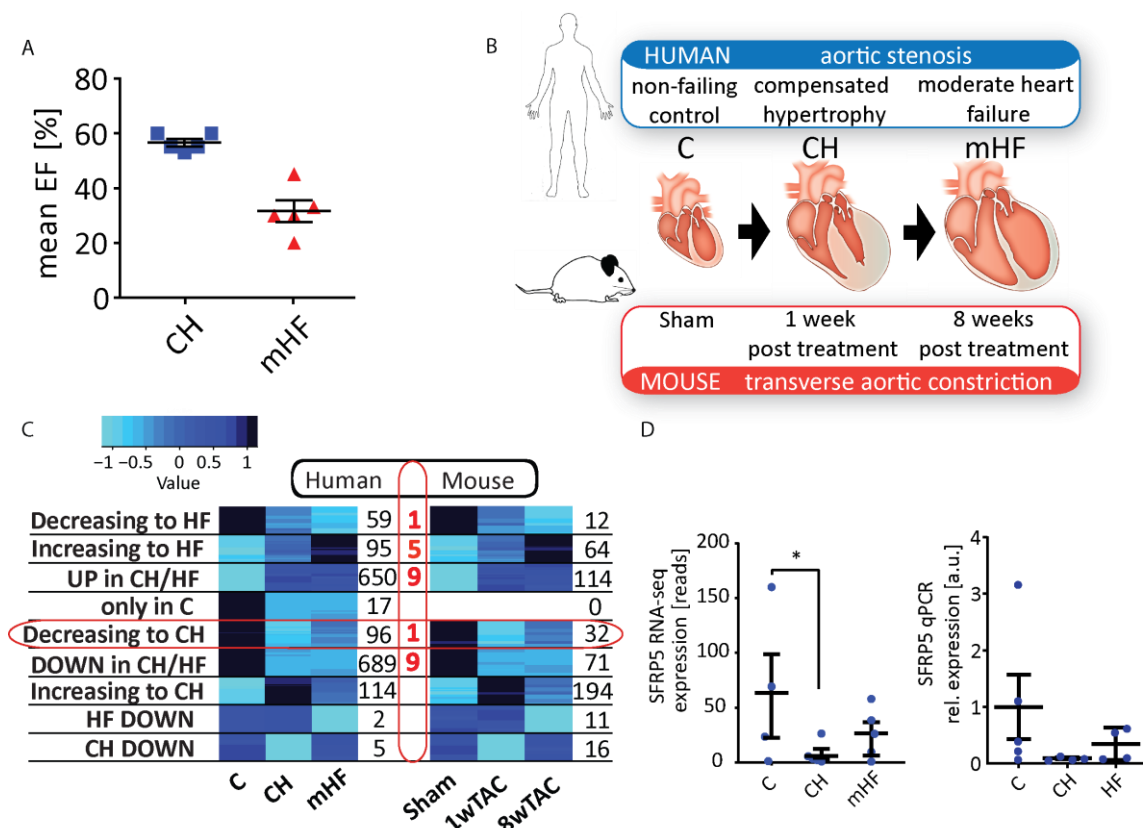 A
80
60
40
20
0
mean EF [%]
CH
mHF
B
HUMAN aortic stenosis
non-failing compensated moderate heart
control hypertrophy failure
C CH mHF
Sham 1 week 8 weeks
post treatment post treatment
MOUSE transverse aortic constriction
C
−1 −0.5 0 0.5 1
Value
Human Mouse
Decreasing to HF 59 1 12
Increasing to HF 95 5 64
UP in CH/HF 650 9 114
only in C 17 0
Decreasing to CH 96 1 32
DOWN in CH/HF 689 9 71
Increasing to CH 114 194
HF DOWN 2 11
CH DOWN 5 16
C CH mHF Sham 1wTAC 8wTAC
D
SFRP5 RNA-seq
expression [reads]
200
150
100
50
0
*
C CH mHF
SFRP5 qPCR
rel. expression [a.u.]
4
3
2
1
0
C CH HF